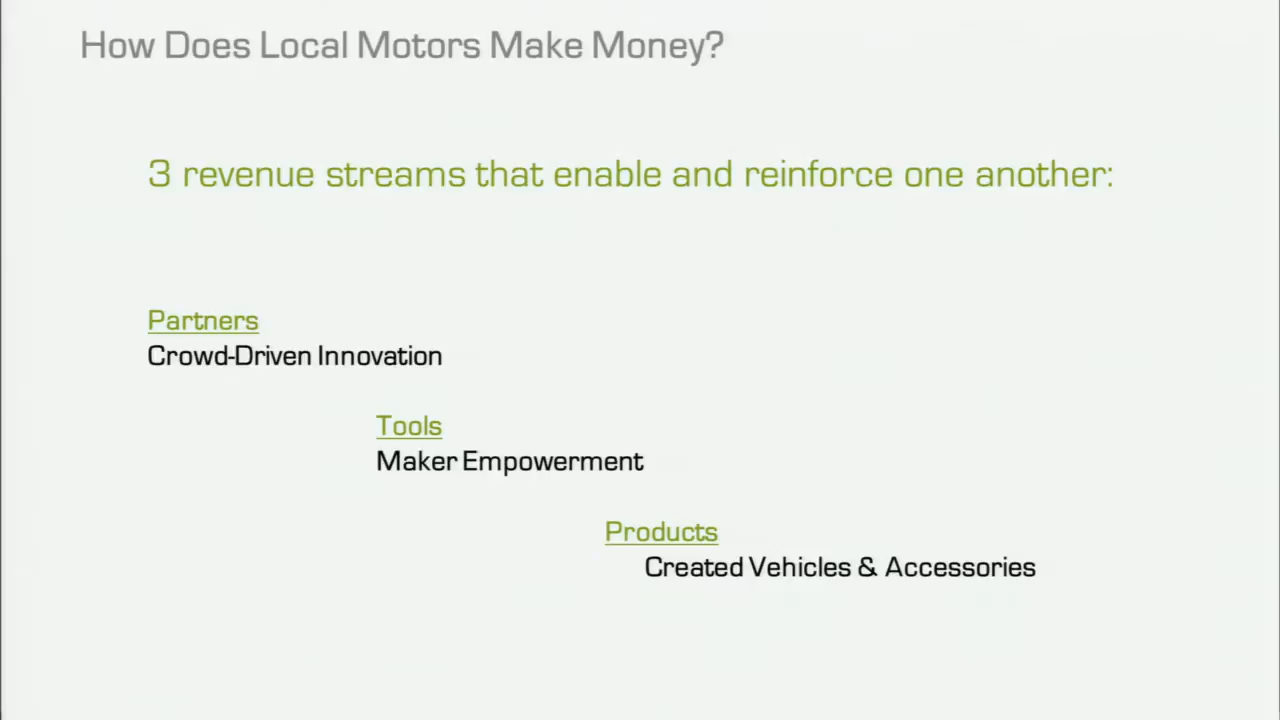 How Does Local Motors Make Money?
3 revenue streams that enable and reinforce one another:
Partners
Crowd-Driven Innovation
Tools
Maker Empowerment
Products
Created Vehicles & Accessories